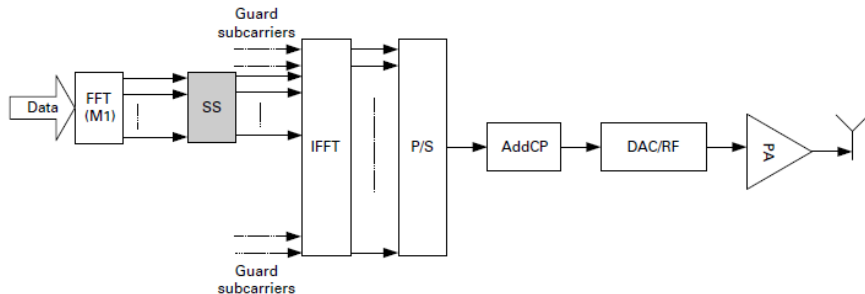 Guard
subcarriers
Data
FFT
(M1)
SS
IFFT
P/S
AddCP
DAC/RF
PA
Guard
subcarriers